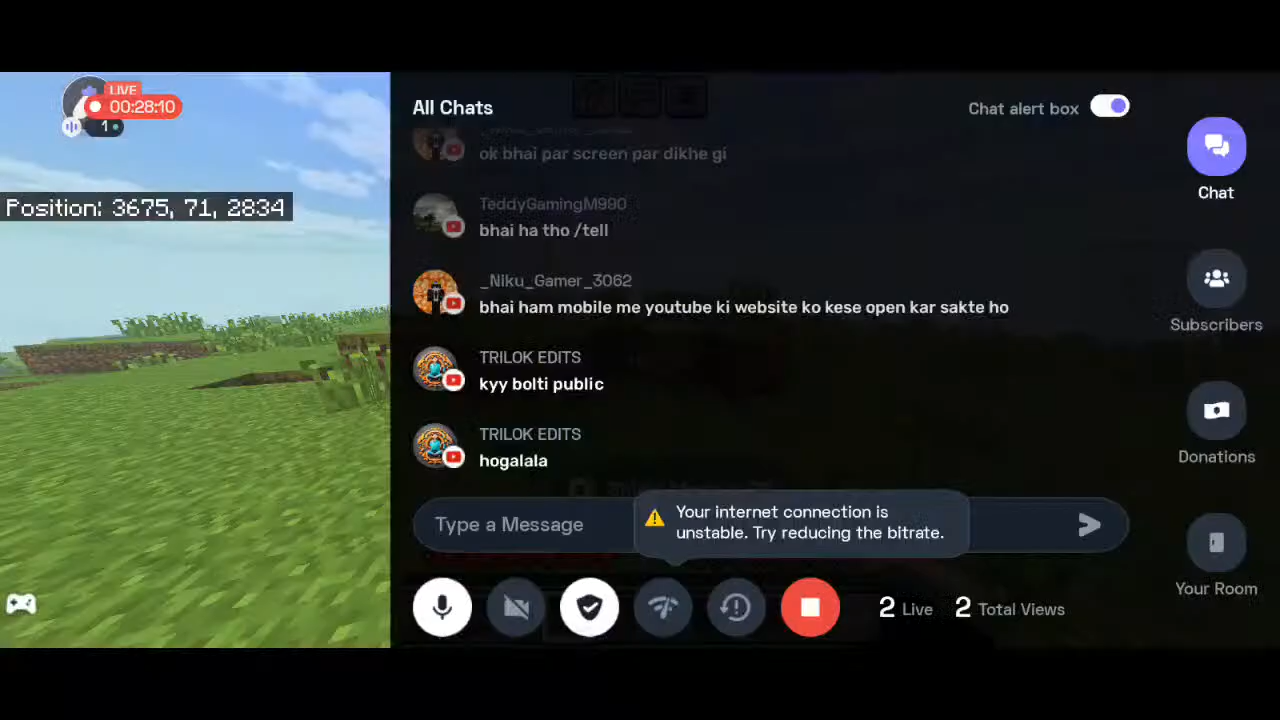 LIVE
00:28:10
1
Position: 3675, 71, 2834
All Chats
Chat alert box
ok bhai par screen par dikhe gi
TeddyGamingM990
bhai ha tho /tell
_Niku_Gamer_3062
bhai ham mobile me youtube ki website ko kese open kar sakte ho
TRILOK EDITS
kyy bolti public
TRILOK EDITS
hogalala
Type a Message
Your internet connection is
unstable. Try reducing the bitrate.
2 Live 2 Total Views
Chat
Subscribers
Donations
Your Room